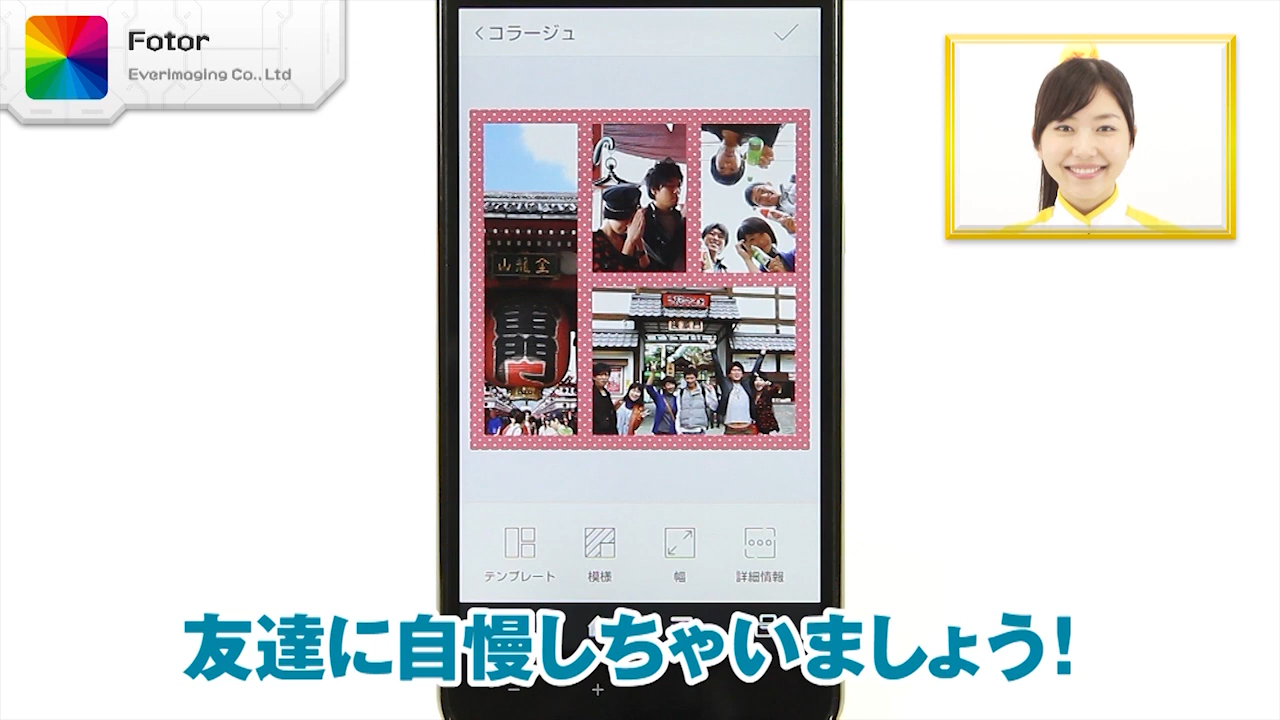 Fotor
Everimaging Co., Ltd
コラージュ
金龍山
テンプレート
模様
幅
詳細情報
友達に自慢しちゃいましょう!